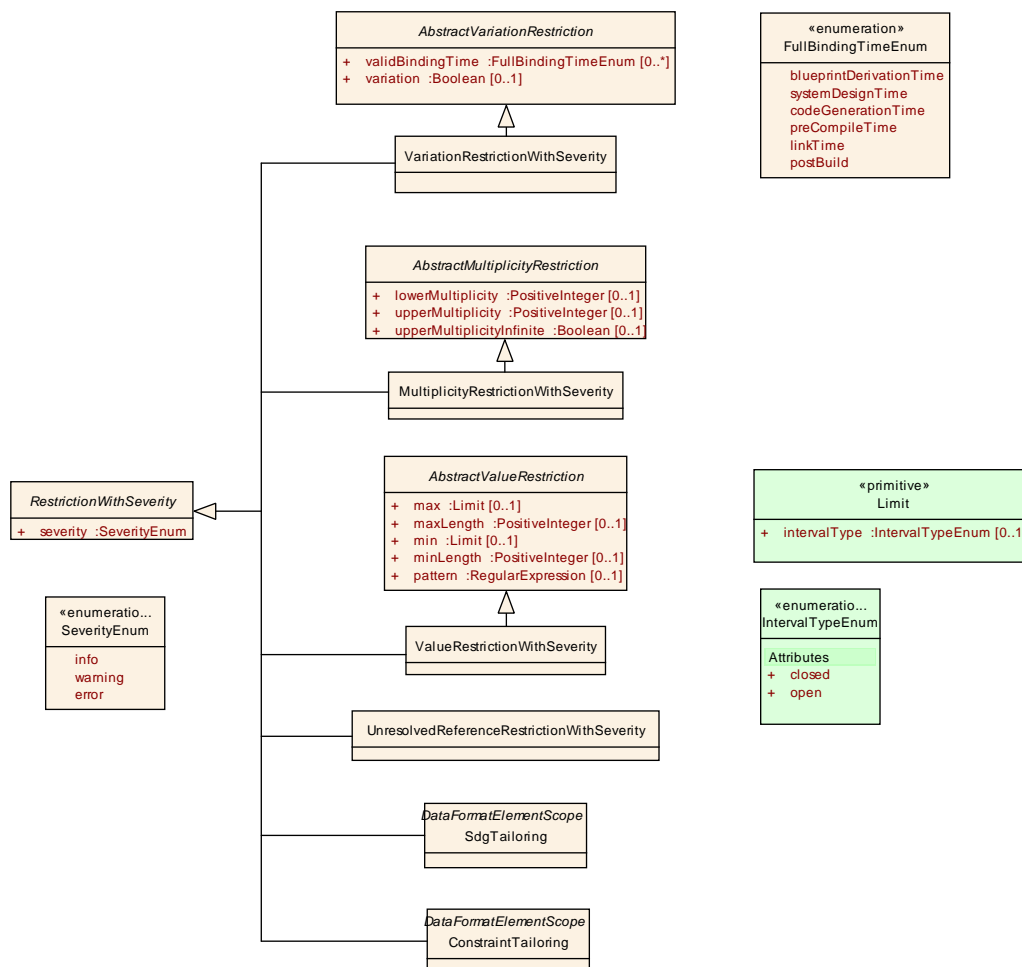 AbstractVariationRestriction
+ validBindingTime :FullBindingTimeEnum [0..*]
+ variation :Boolean [0..1]
«enumeration»
FullBindingTimeEnum
blueprintDerivationTime
systemDesignTime
codeGenerationTime
preCompileTime
linkTime
postBuild
VariationRestrictionWithSeverity
AbstractMultiplicityRestriction
+ lowerMultiplicity :PositiveInteger [0..1]
+ upperMultiplicity :PositiveInteger [0..1]
+ upperMultiplicityInfinite :Boolean [0..1]
MultiplicityRestrictionWithSeverity
RestrictionWithSeverity
+ severity :SeverityEnum
AbstractValueRestriction
+ max :Limit [0..1]
+ maxLength :PositiveInteger [0..1]
+ min :Limit [0..1]
+ minLength :PositiveInteger [0..1]
+ pattern :RegularExpression [0..1]
«primitive»
Limit
+ intervalType :IntervalTypeEnum [0..1
«enumeratio...
SeverityEnum
info
warning
error
ValueRestrictionWithSeverity
«enumeratio...
IntervalTypeEnum
Attributes
+ closed
+ open
UnresolvedReferenceRestrictionWithSeverity
DataFormatElementScope
SdgTailoring
DataFormatElementScope
ConstraintTailoring